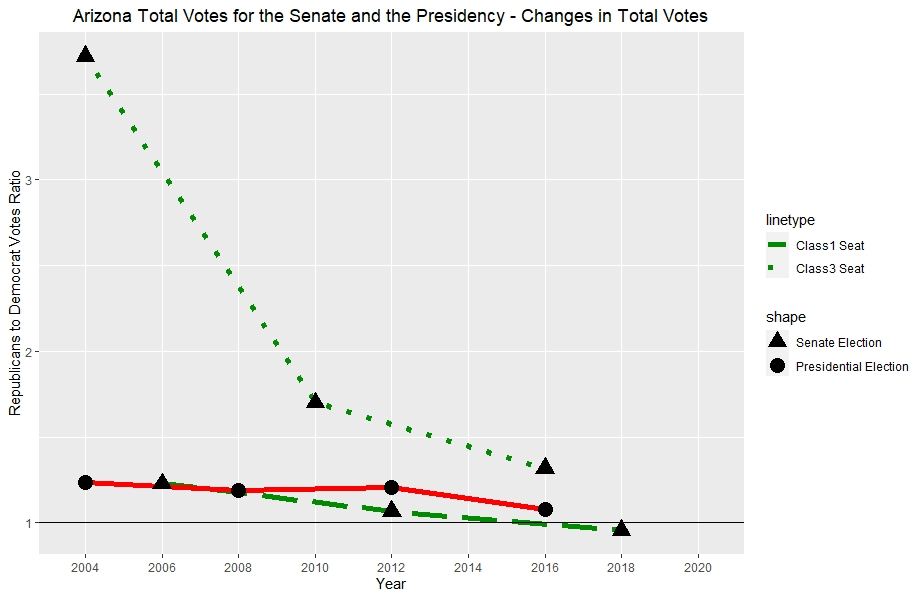 Arizona Total Votes for the Senate and the Presidency - Changes in Total Votes
Republicans to Democrat Votes Ratio
3
2
1
2004 2006 2008 2010 2012 2014 2016 2018 2020
Year
linetype
Class1 Seat
Class3 Seat
shape
Senate Election
Presidential Election